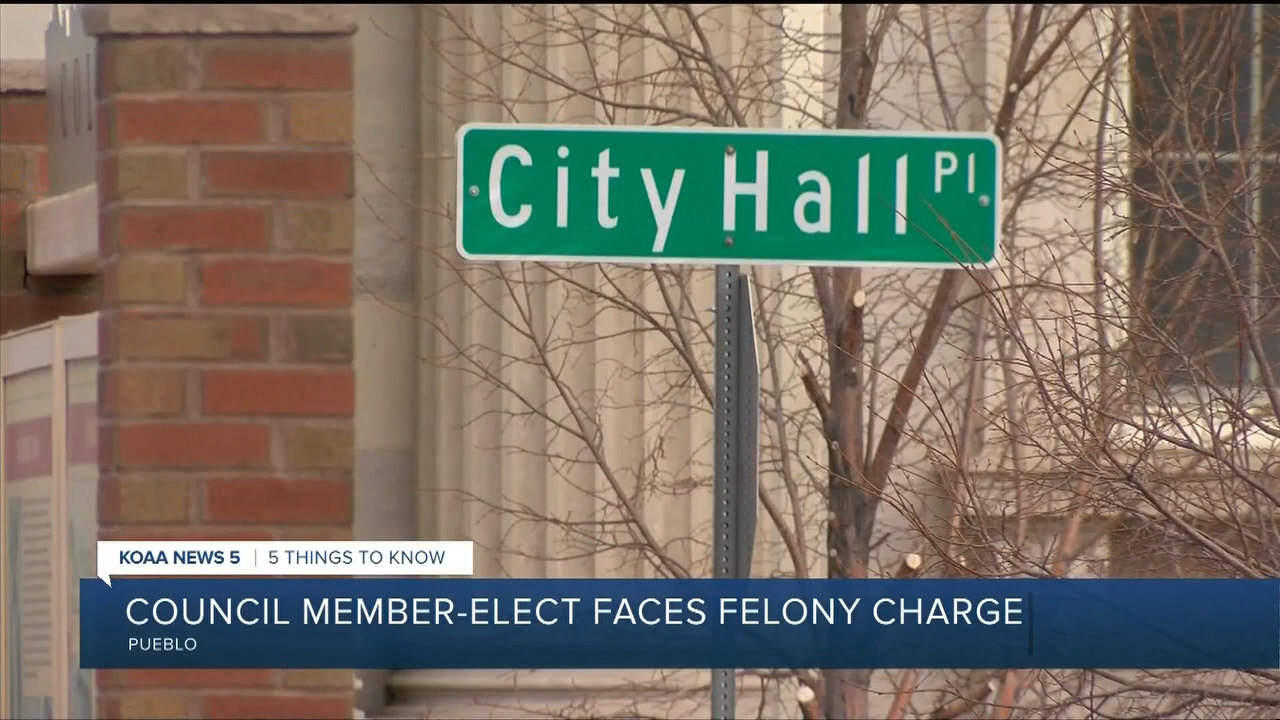 City Hall Pl
KOAA NEWS 5 | 5 THINGS TO KNOW
COUNCIL MEMBER-ELECT FACES FELONY CHARGE
PUEBLO